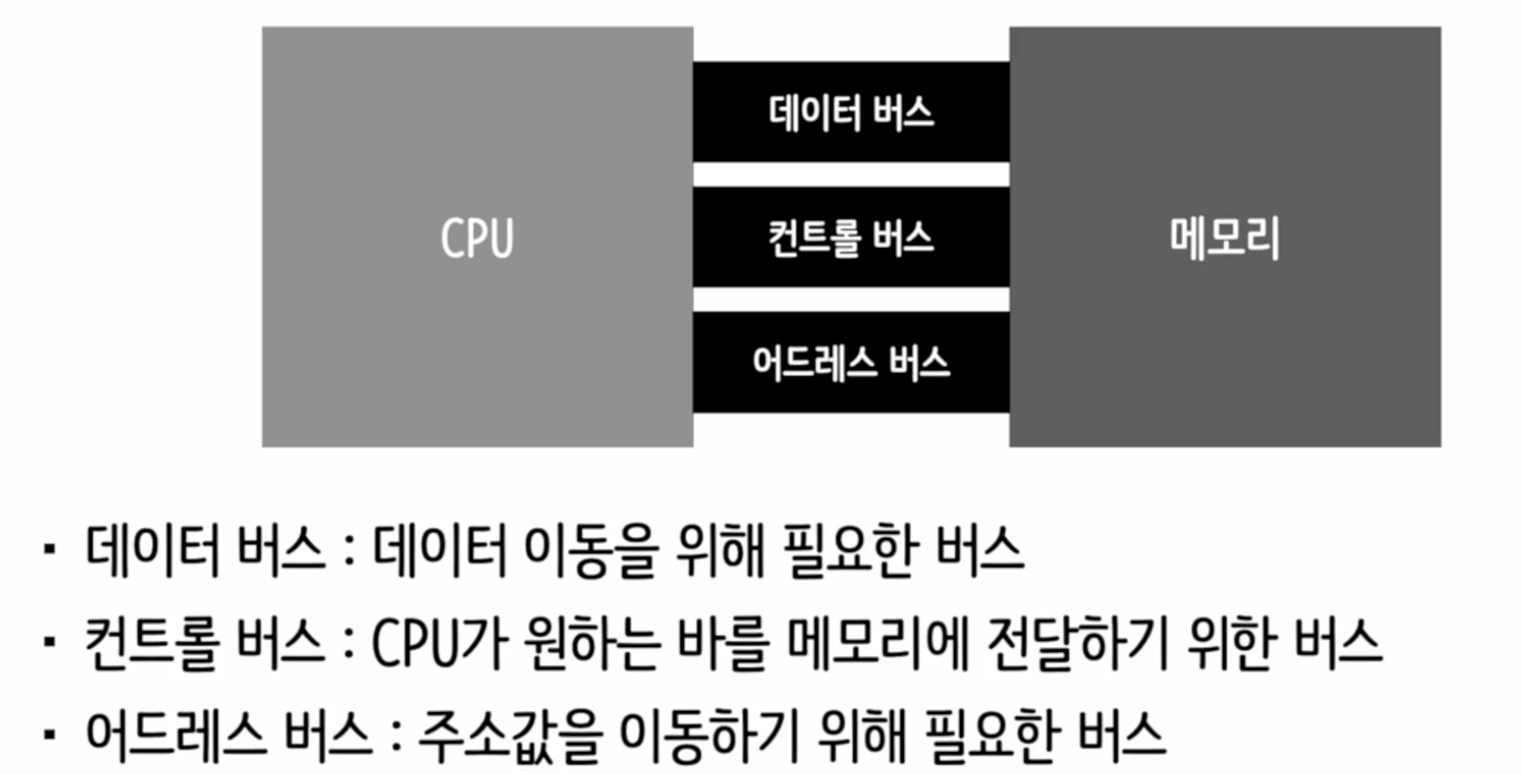 데이터 버스
CPU
컨트롤 버스
메모리
어드레스 버스
▪ 데이터 버스 : 데이터 이동을 위해 필요한 버스
▪ 컨트롤 버스 : CPU가 원하는 바를 메모리에 전달하기 위한 버스
▪ 어드레스 버스 : 주소값을 이동하기 위해 필요한 버스